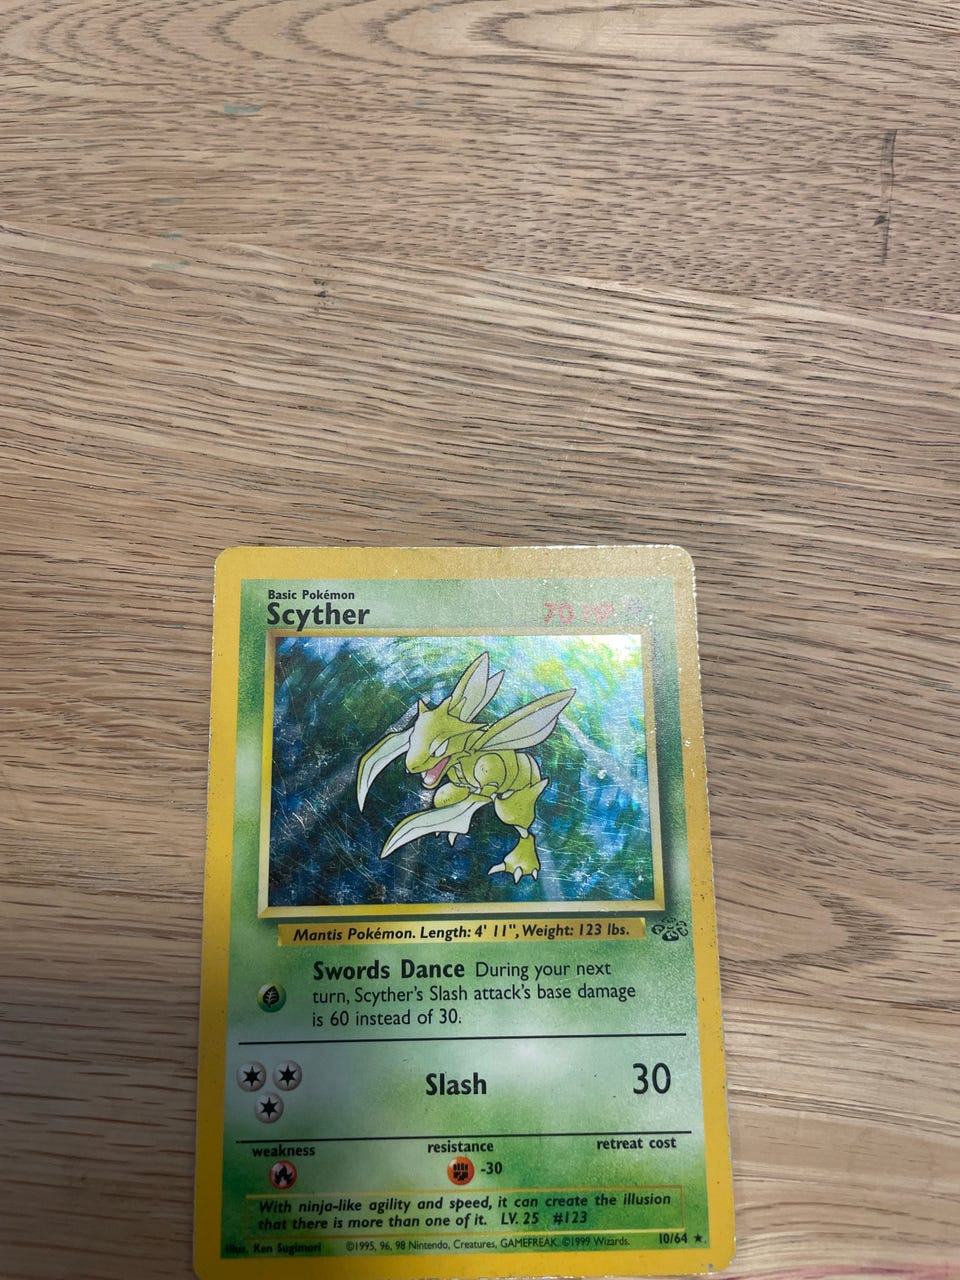 Basic Pokémon
Scyther 70 HP
Mantis Pokémon. Length: 4' 11", Weight: 123 lbs.
Swords Dance During your next
turn, Scyther's Slash attack's base damage
is 60 instead of 30.
Slash 30
weakness resistance retreat cost
-30
With ninja-like agility and speed, it can create the illusion
that there is more than one of it. LV. 25 #123
Illus. Ken Sugimori ©1995, 96, 98 Nintendo, Creatures, GAMEFREAK. ©1999 Wizards. 10/64 ★